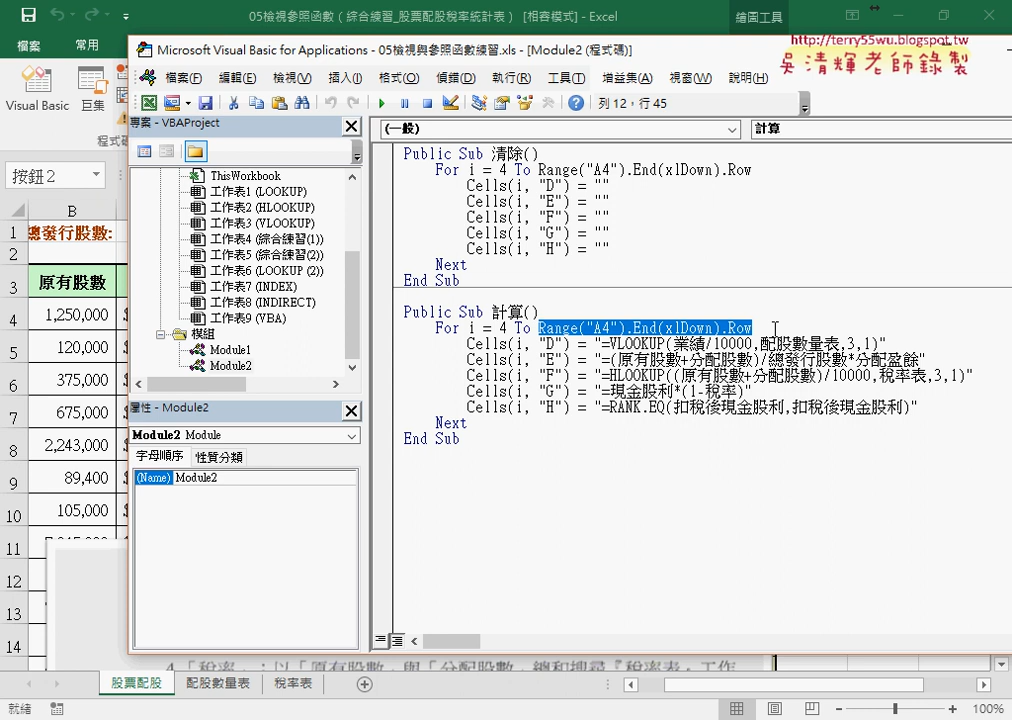 05檢視參照函數（綜合練習_股票配股稅率統計表） [相容模式] - Excel
繪圖工具
檔案
常用
http://terry55wu.blogspot.tw
吳清輝老師錄製
Microsoft Visual Basic for Applications - 05檢視與參照函數練習.xls - [Module2 (程式碼)]
檔案(F) 編輯(E) 檢視(V) 插入(I) 格式(O) 偵錯(D) 執行(R) 工具(T) 增益集(A) 視窗(W) 說明(H)
列 12，行 45
Visual Basic
巨集
按鈕 2
專案 - VBAProject
ThisWorkbook
工作表1 (LOOKUP)
工作表2 (HLOOKUP)
工作表3 (VLOOKUP)
工作表4 (綜合練習(1))
工作表5 (綜合練習(2))
工作表6 (LOOKUP (2))
工作表7 (INDEX)
工作表8 (INDIRECT)
工作表9 (VBA)
模組
Module1
Module2
屬性 - Module2
Module2 Module
字母順序 性質分類
(Name) Module2
(一般)
計算
Public Sub 清除()
For i = 4 To Range("A4").End(xlDown).Row
Cells(i, "D") = ""
Cells(i, "E") = ""
Cells(i, "F") = ""
Cells(i, "G") = ""
Cells(i, "H") = ""
Next
End Sub
Public Sub 計算()
For i = 4 To Range("A4").End(xlDown).Row
Cells(i, "D") = "=VLOOKUP(業績/10000,配股數量表,3,1)"
Cells(i, "E") = "=(原有股數+分配股數)/總發行股數*分配盈餘"
Cells(i, "F") = "=HLOOKUP((原有股數+分配股數)/10000,稅率表,3,1)"
Cells(i, "G") = "=現金股利*(1-稅率)"
Cells(i, "H") = "=RANK.EQ(扣稅後現金股利,扣稅後現金股利)"
Next
End Sub
B
1 總發行股數:
2
3 原有股數
4 1,250,000
5 120,000
6 375,000
7 675,000
8 2,243,000
9 89,400
10 105,000
11
12
13
14
股票配股 配股數量表 稅率表
就緒
100%